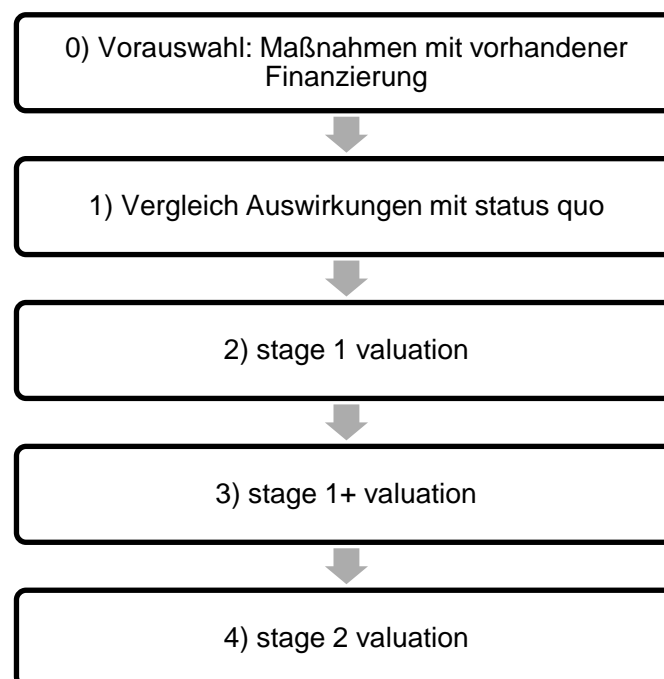 0) Vorauswahl: Maßnahmen mit vorhandener
Finanzierung
1) Vergleich Auswirkungen mit status quo
2) stage 1 valuation
3) stage 1+ valuation
4) stage 2 valuation